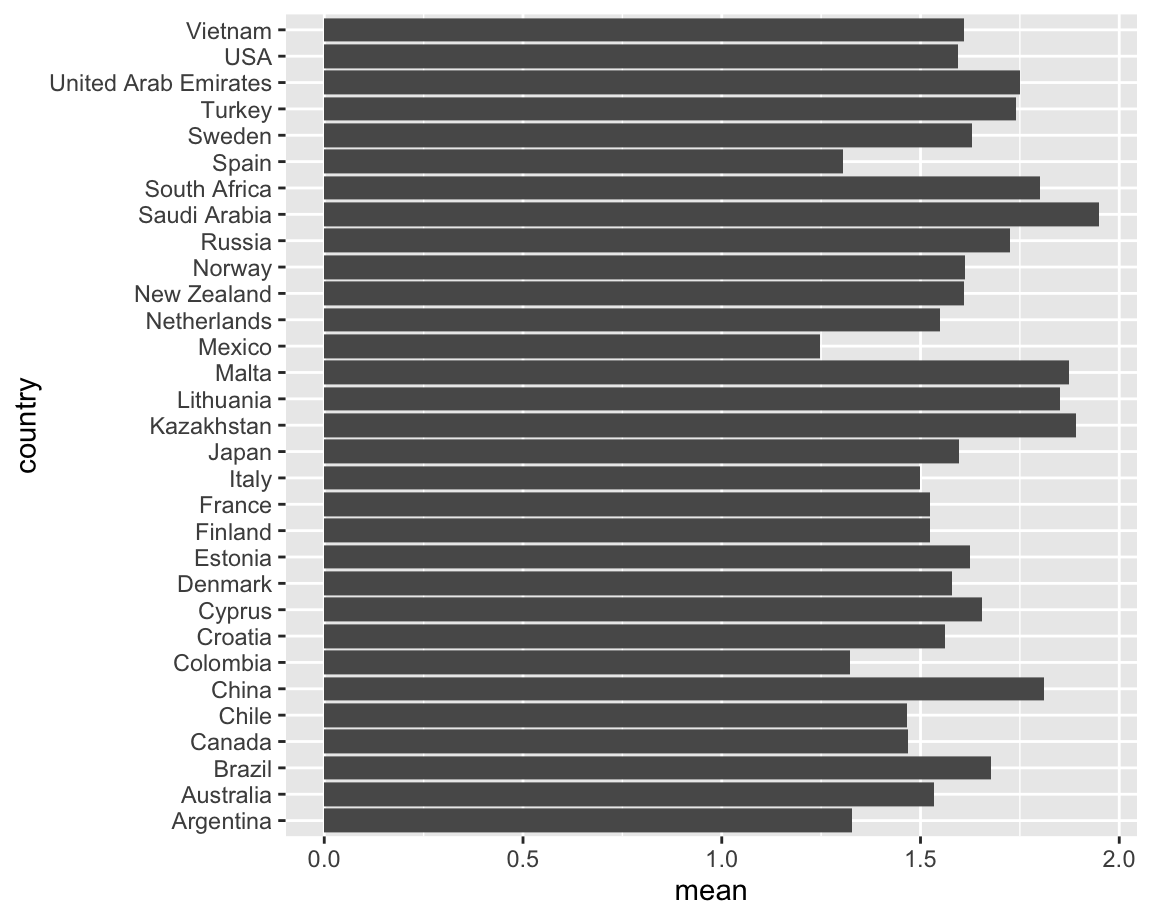 Vietnam
USA
United Arab Emirates
Turkey
Sweden
Spain
South Africa
Saudi Arabia
Russia
Norway
New Zealand
Netherlands
Mexico
Malta
Lithuania
Kazakhstan
Japan
Italy
France
Finland
Estonia
Denmark
Cyprus
Croatia
Colombia
China
Chile
Canada
Brazil
Australia
Argentina
country
0.0 0.5 1.0 1.5 2.0
mean